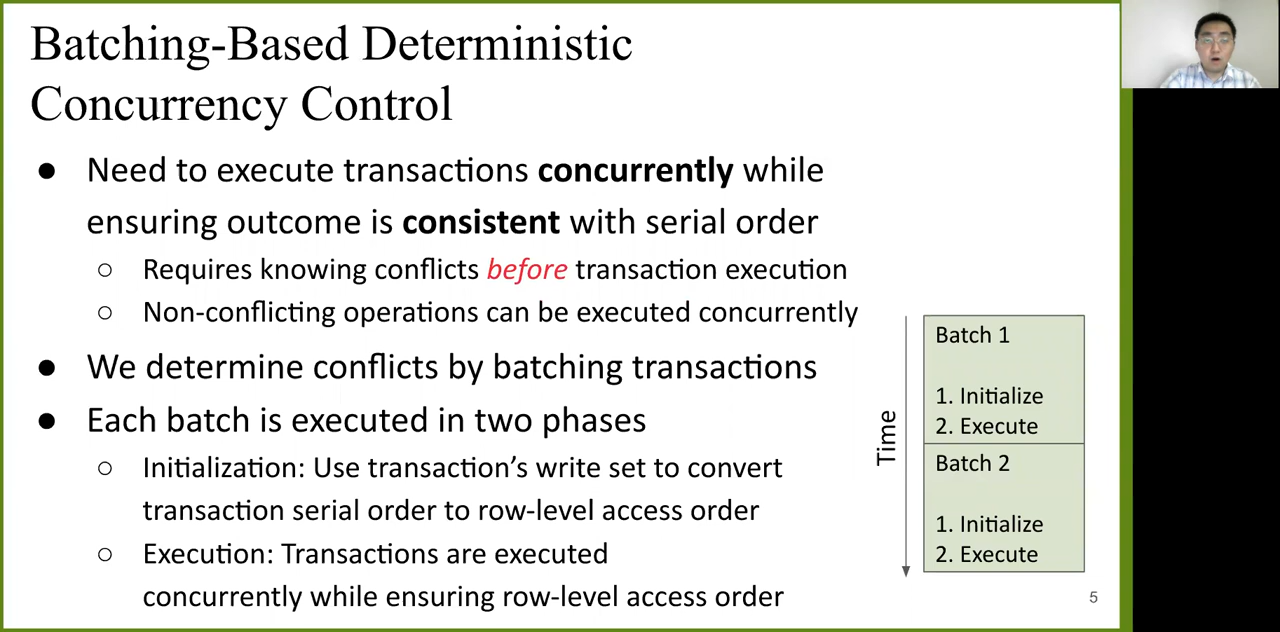 Batching-Based Deterministic
Concurrency Control
● Need to execute transactions concurrently while
ensuring outcome is consistent with serial order
○ Requires knowing conflicts before transaction execution
○ Non-conflicting operations can be executed concurrently
● We determine conflicts by batching transactions
● Each batch is executed in two phases
○ Initialization: Use transaction's write set to convert
transaction serial order to row-level access order
○ Execution: Transactions are executed
concurrently while ensuring row-level access order
Time
Batch 1
1. Initialize
2. Execute
Batch 2
1. Initialize
2. Execute
5